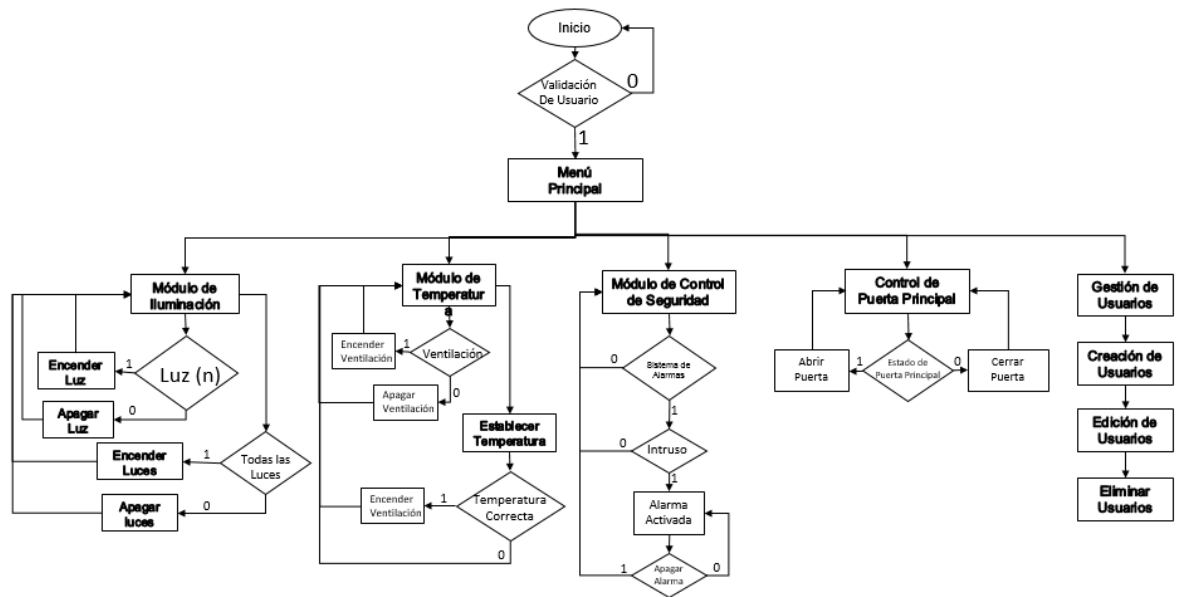 Inicio
Validación
De Usuario
0
1
Menú
Principal
Módulo de
Iluminación
Encender
Luz
1
Luz (n)
Apagar
Luz
0
Encender
Luces
1
Todas las
Luces
Apagar
luces
0
Módulo de
Temperatur
a
Encender
Ventilación
1
Ventilación
Apagar
Ventilación
0
Establecer
Temperatura
Encender
Ventilación
1
Temperatura
Correcta
0
Módulo de Control
de Seguridad
0
Sistema de
Alarmas
1
0
Intruso
1
Alarma
Activada
1
Apagar
Alarma
0
Control de
Puerta Principal
Abrir
Puerta
1
Estado de
Puerta Principal
0
Cerrar
Puerta
Gestión de
Usuarios
Creación de
Usuarios
Edición de
Usuarios
Eliminar
Usuarios